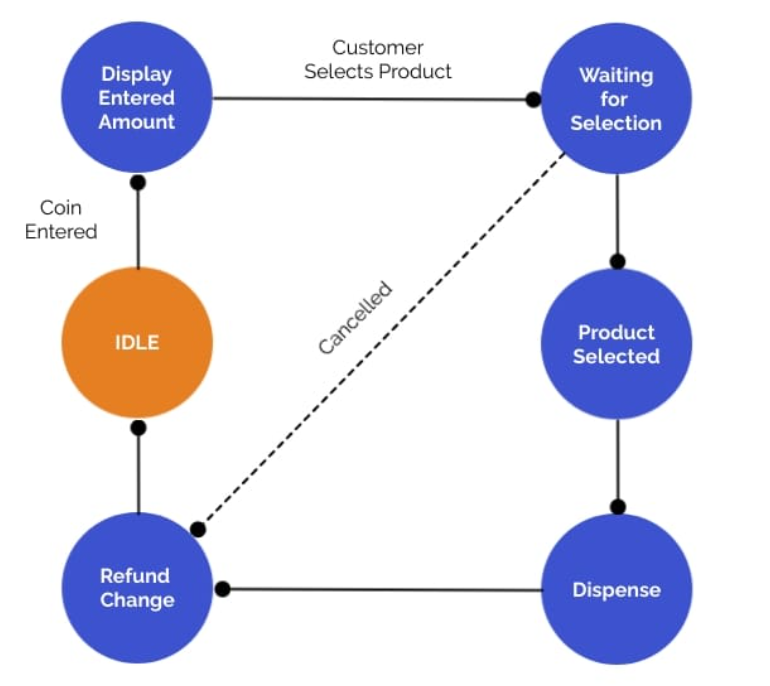 Customer
Selects Product
Display
Entered
Amount
Waiting
for
Selection
Coin
Entered
Cancelled
IDLE
Product
Selected
Refund
Change
Dispense